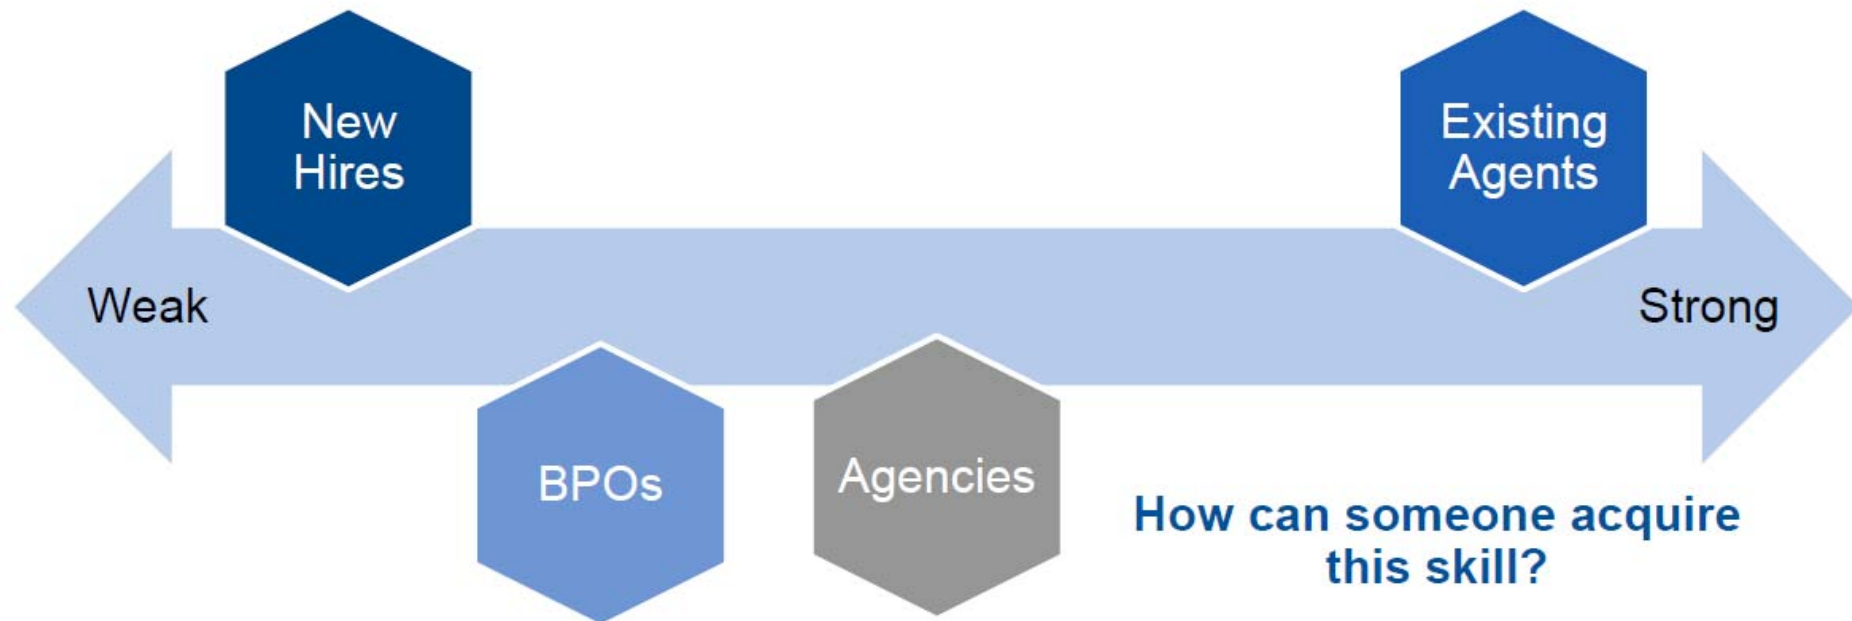 New
Hires
Existing
Agents
Weak
Strong
BPOs
Agencies
How can someone acquire
this skill?